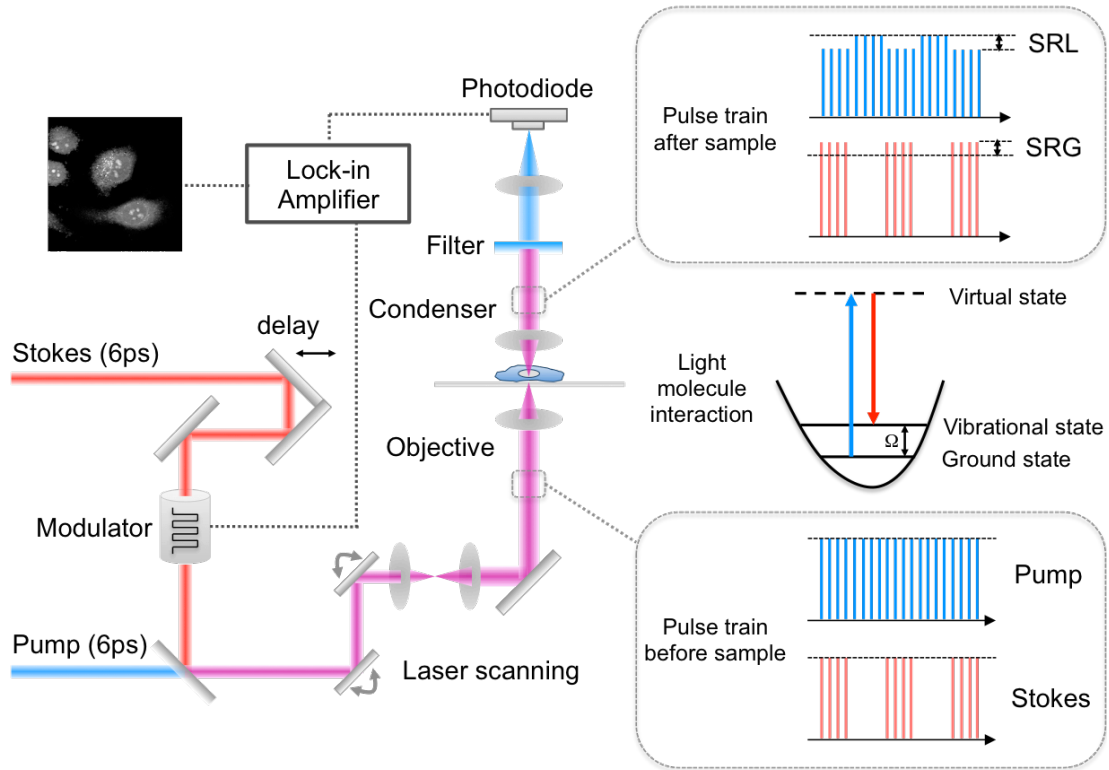 Photodiode
Lock-in
Amplifier
Filter
Condenser
delay
Stokes (6ps)
Objective
Modulator
Pump (6ps)
Laser scanning
Pulse train
after sample
SRL
SRG
Light
molecule
interaction
Virtual state
Vibrational state
Ω
Ground state
Pulse train
before sample
Pump
Stokes